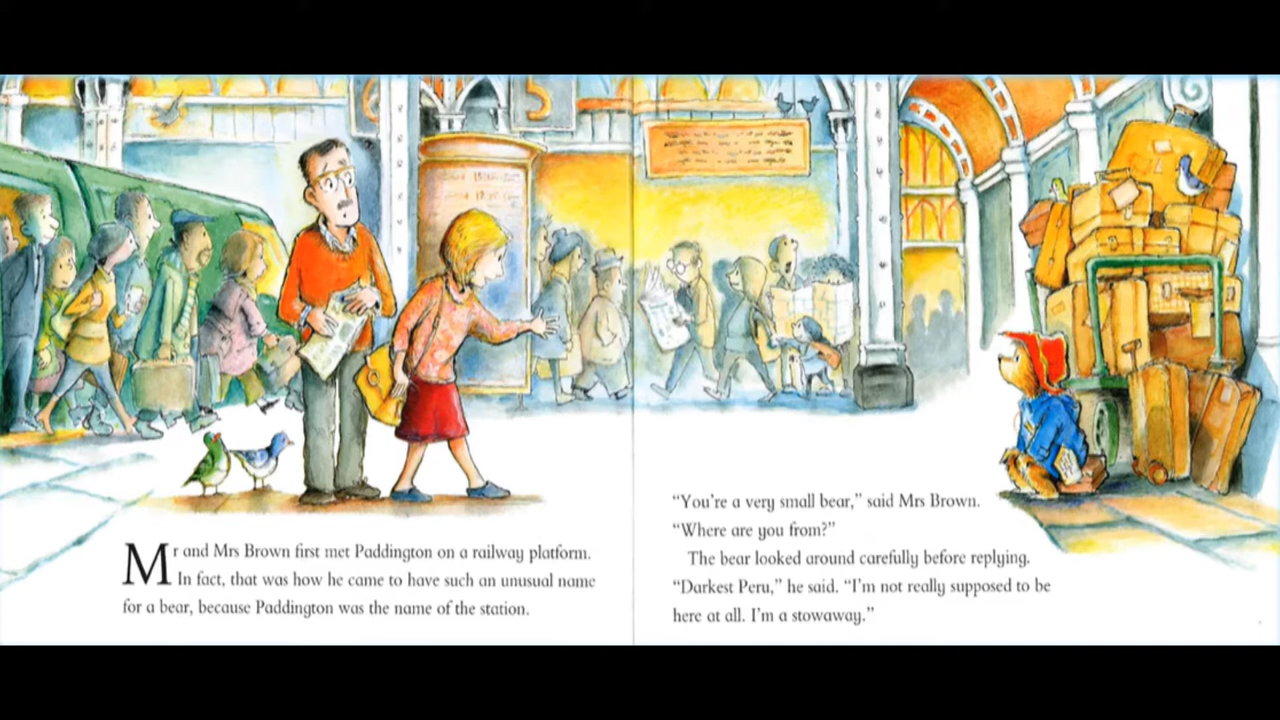 5
Mr and Mrs Brown first met Paddington on a railway platform.
In fact, that was how he came to have such an unusual name
for a bear, because Paddington was the name of the station.
“You’re a very small bear,” said Mrs Brown.
“Where are you from?”
The bear looked around carefully before replying.
“Darkest Peru,” he said. “I’m not really supposed to be
here at all. I’m a stowaway.”